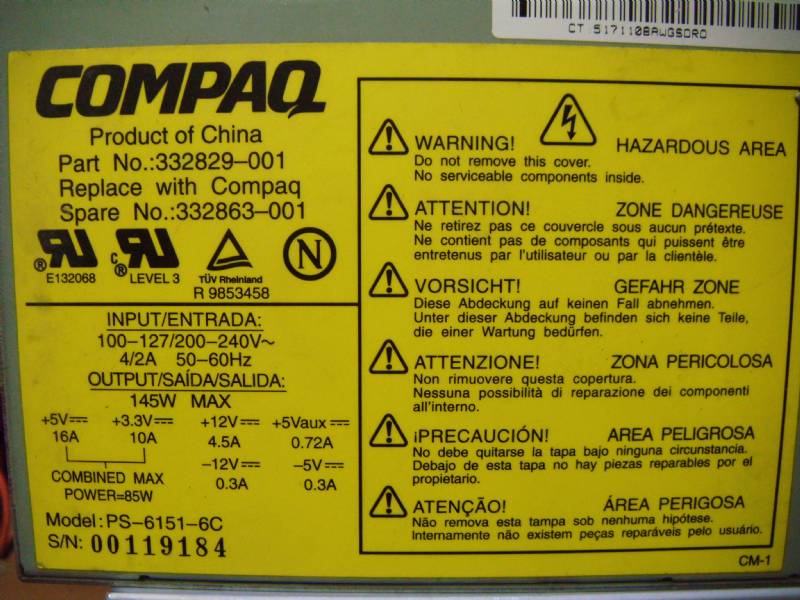 CT:5171108AWGSORO
COMPAQ
Product of China
Part No.:332829-001
Replace with Compaq
Spare No.:332863-001
® E132068
C ® LEVEL 3
TÜV Rheinland
R 9853458
N
INPUT/ENTRADA:
100-127/200-240V~
4/2A 50-60Hz
OUTPUT/SAÍDA/SALIDA:
145W MAX
+5V +3.3V +12V +5Vaux
16A 10A 4.5A 0.72A
-12V -5V
0.3A 0.3A
COMBINED MAX
POWER=85W
Model:PS-6151-6C
S/N: 00119184
WARNING! HAZARDOUS AREA
Do not remove this cover.
No serviceable components inside.
ATTENTION! ZONE DANGEREUSE
Ne retirez pas ce couvercle sous aucun prétexte.
Ne contient pas de composants qui puissent être
entretenus par l'utilisateur ou par la clientèle.
VORSICHT! GEFAHR ZONE
Diese Abdeckung auf keinen Fall abnehmen.
Unter dieser Abdeckung befinden sich keine Teile,
die einer Wartung bedürfen.
ATTENZIONE! ZONA PERICOLOSA
Non rimuovere questa copertura.
Nessuna possibilità di reparazione dei componenti
all'interno.
¡PRECAUCIÓN! AREA PELIGROSA
No debe quitarse la tapa bajo ninguna circunstancia.
Debajo de esta tapa no hay piezas reparables por el
propietario.
ATENÇÃO! ÁREA PERIGOSA
Não remova esta tampa sob nenhuma hipótese.
Internamente não existem peças reparáveis pelo usuário.
CM-1